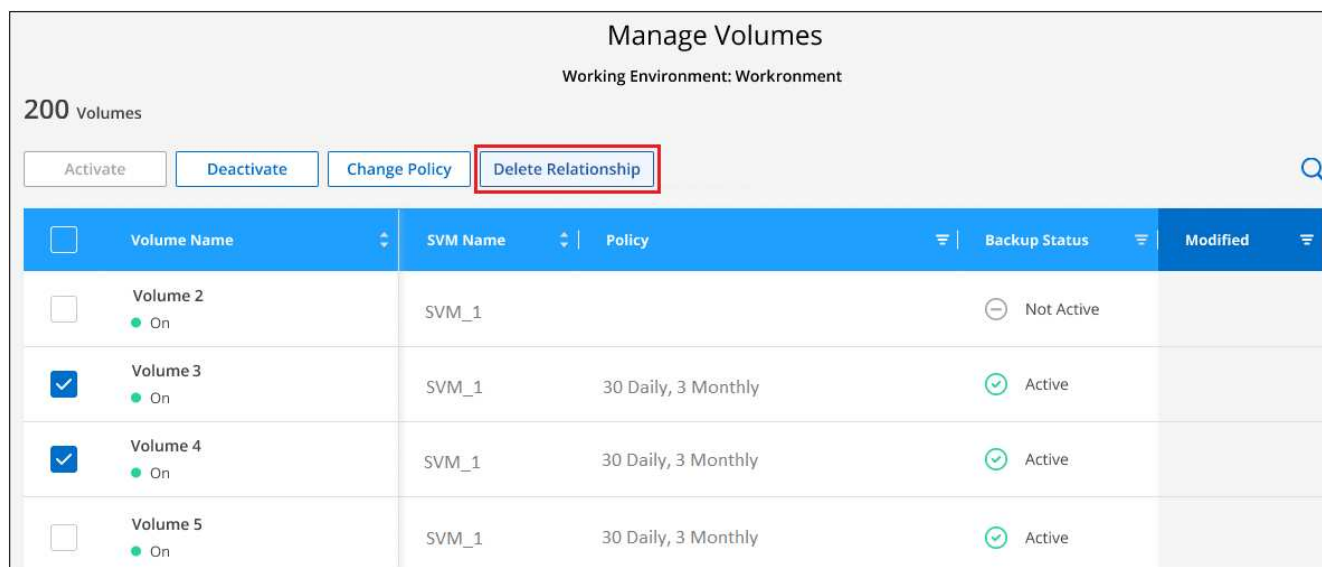 Manage Volumes
Working Environment: Workronment
200 Volumes
Activate Deactivate Change Policy Delete Relationship
Volume Name SVM Name Policy Backup Status Modified
Volume 2
On SVM_1 Not Active
Volume 3
On SVM_1 30 Daily, 3 Monthly Active
Volume 4
On SVM_1 30 Daily, 3 Monthly Active
Volume 5
On SVM_1 30 Daily, 3 Monthly Active